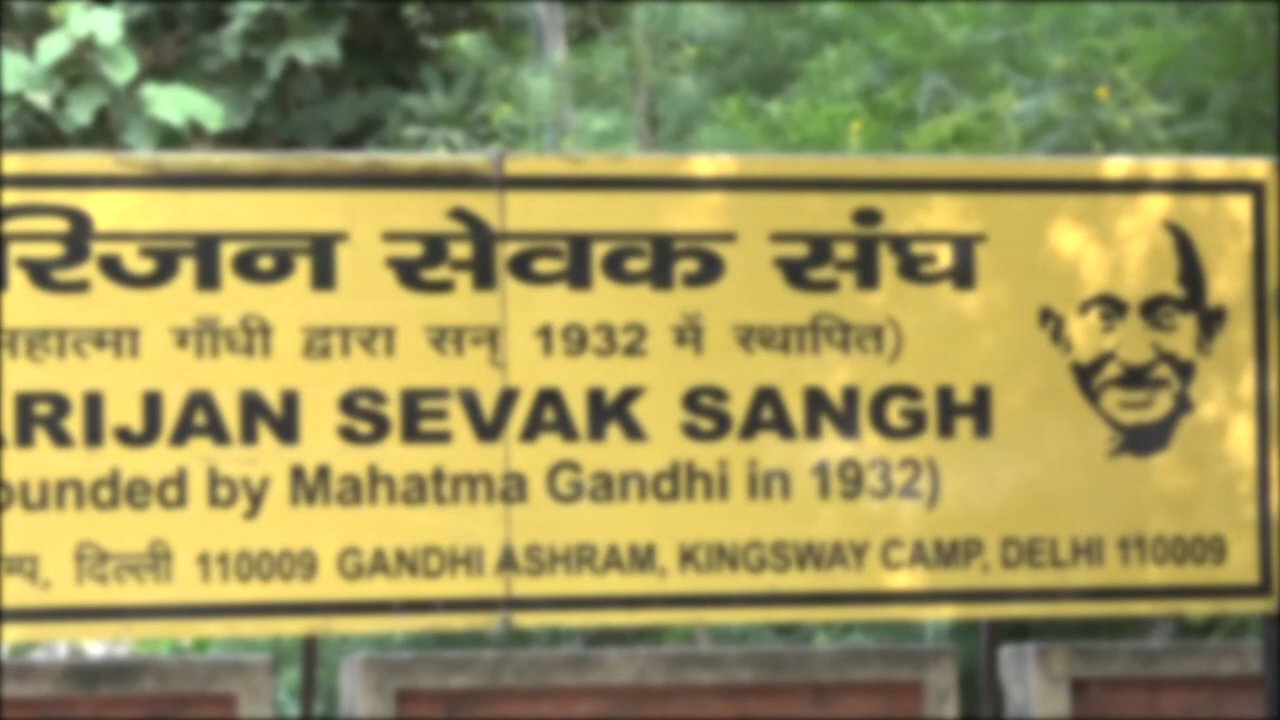 रिजन सेवक संघ
महात्मा गाँधी द्वारा सन् 1932 में स्थापित)
ARIJAN SEVAK SANGH
ounded by Mahatma Gandhi in 1932)
म्प, दिल्ली 110009 GANDHI ASHRAM, KINGSWAY CAMP, DELHI 110009